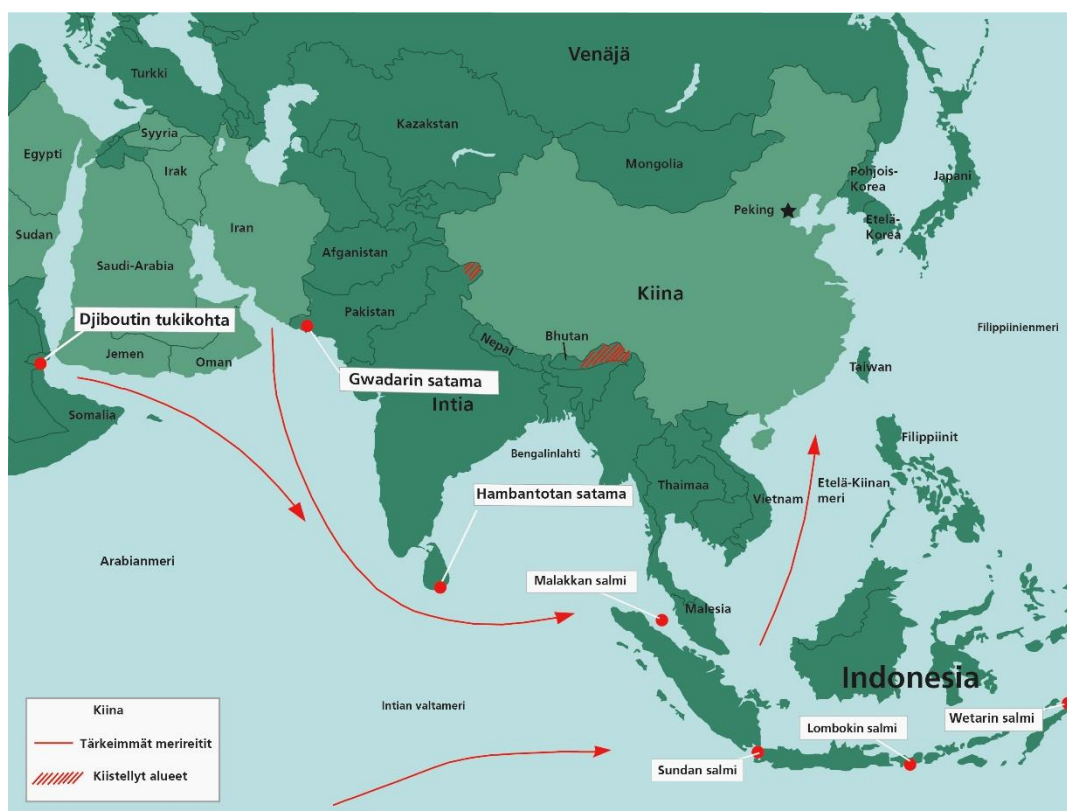 Venäjä
Turkki
Kazakstan
Mongolia
Syyria
Egypti
Irak
Pohjois-
Korea
Japani
Peking
Iran
Etelä-
Korea
Sudan
Afganistan
Saudi-Arabia
Kiina
Djiboutin tukikohta
Pakistan
Filippiinienmeri
Nepal
Bhutan
Jemen
Oman
Taiwan
Gwadarin satama
Intia
Somalia
Filippiinit
Bengalinlahti
Thaimaa
Etelä-Kiinan
meri
Vietnam
Hambantotan satama
Arabianmeri
Malakkan salmi
Malesia
Indonesia
Intian valtameri
Wetarin salmi
Lombokin salmi
Sundan salmi
Kiina
Tärkeimmät merireitit
Kiistellyt alueet